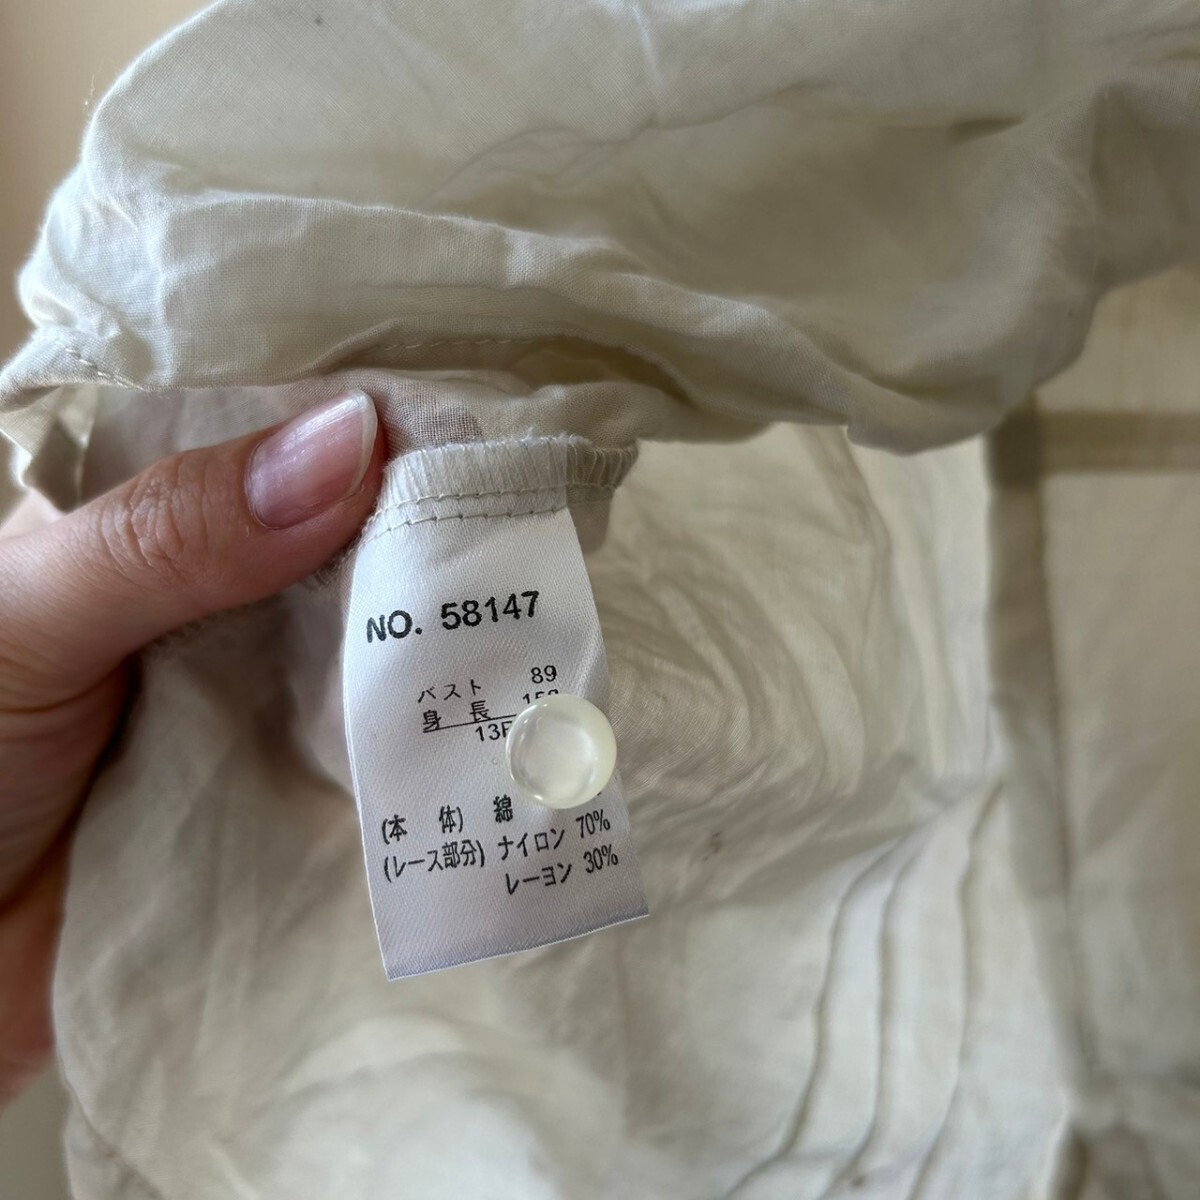 NO. 58147
バスト 89
身長
(本体) 綿
(レース部分) ナイロン 70%
レーヨン 30%